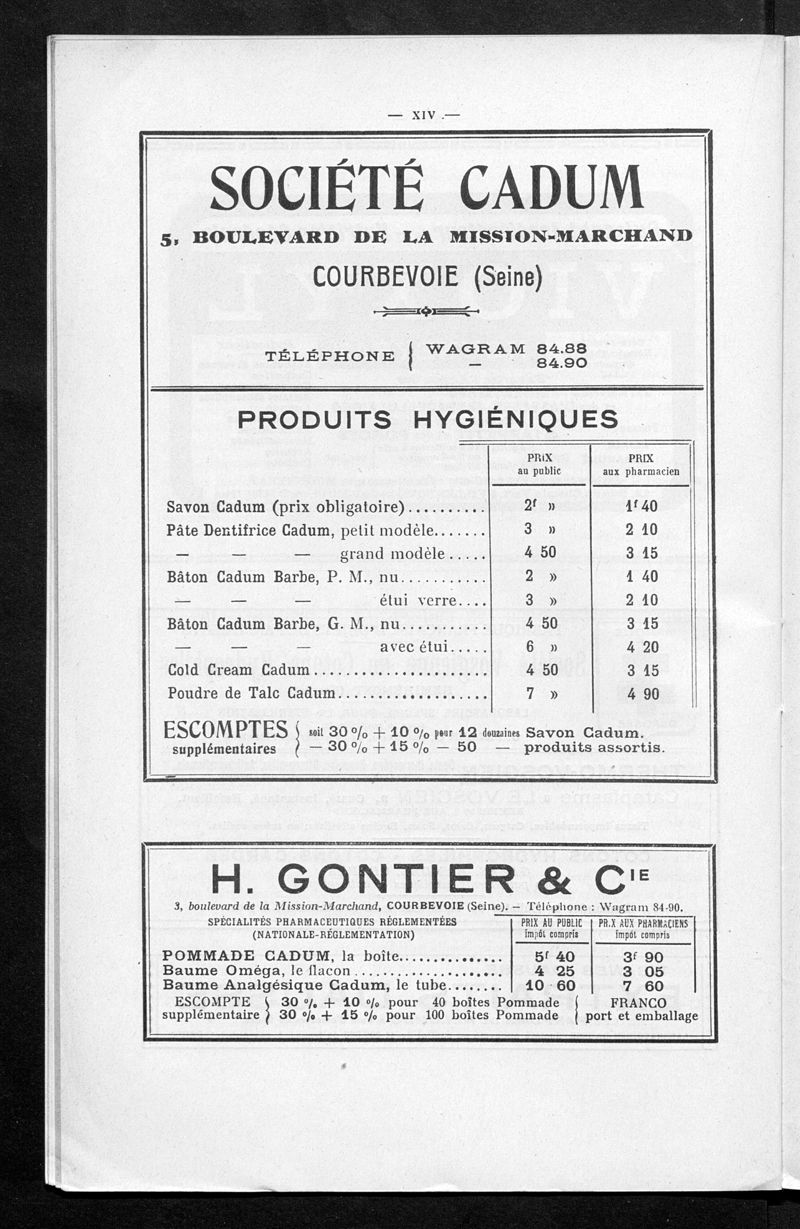 — XIV .—
SOCIÉTÉ CADUM
5, BOULEVARD DE LA MISSION-MARCHAND
COURBEVOIE (Seine)
TÉLÉPHONE { WAGRAM 84.88
— 84.90
PRODUITS HYGIÉNIQUES
PRIX au public PRIX aux pharmacien
Savon Cadum (prix obligatoire).......... 2f » 1f 40
Pâte Dentifrice Cadum, petit modèle....... 3 » 2 10
— — — grand modèle..... 4 50 3 15
Bâton Cadum Barbe, P. M., nu........... 2 » 1 40
— — — étui verre.... 3 » 2 10
Bâton Cadum Barbe, G. M., nu........... 4 50 3 15
— — — avec étui..... 6 » 4 20
Cold Cream Cadum...................... 4 50 3 15
Poudre de Talc Cadum................... 7 » 4 90
ESCOMPTES { soit 30 % + 10 % pour 12 douzaines Savon Cadum.
supplémentaires { — 30 % + 15 % — 50 — produits assortis.
H. GONTIER & CIE
3, boulevard de la Mission-Marchand, COURBEVOIE (Seine). — Téléphone : Wagram 84-90.
SPÉCIALITÉS PHARMACEUTIQUES RÉGLEMENTÉES PRIX AU PUBLIC PRIX AUX PHARMACIENS
(NATIONALE-RÉGLEMENTATION) impôt compris impôt compris
POMMADE CADUM, la boîte............... 5f 40 3f 90
Baume Oméga, le flacon..................... 4 25 3 05
Baume Analgésique Cadum, le tube........ 10 60 7 60
ESCOMPTE { 30 % + 10 % pour 40 boîtes Pommade { FRANCO
supplémentaire } 30 % + 15 % pour 100 boîtes Pommade { port et emballage